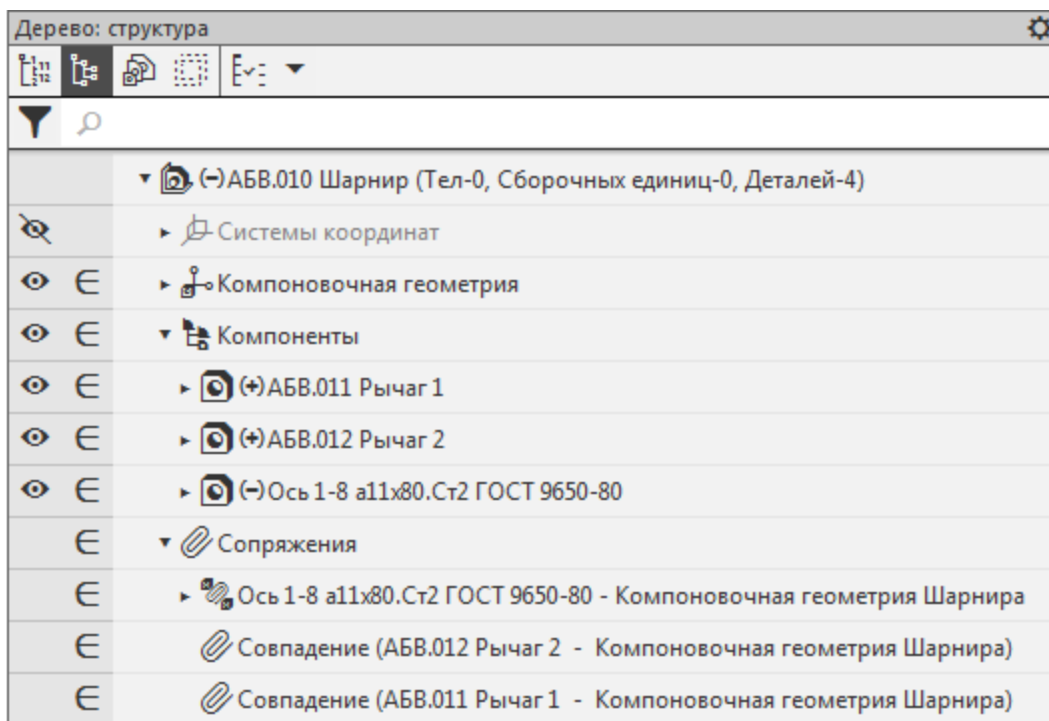 Дерево: структура
(-)АБВ.010 Шарнир (Тел-0, Сборочных единиц-0, Деталей-4)
Системы координат
Компоновочная геометрия
Компоненты
(+)АБВ.011 Рычаг 1
(+)АБВ.012 Рычаг 2
(-)Ось 1-8 a11x80.Ст2 ГОСТ 9650-80
Сопряжения
Ось 1-8 a11x80.Ст2 ГОСТ 9650-80 - Компоновочная геометрия Шарнира
Совпадение (АБВ.012 Рычаг 2 - Компоновочная геометрия Шарнира)
Совпадение (АБВ.011 Рычаг 1 - Компоновочная геометрия Шарнира)